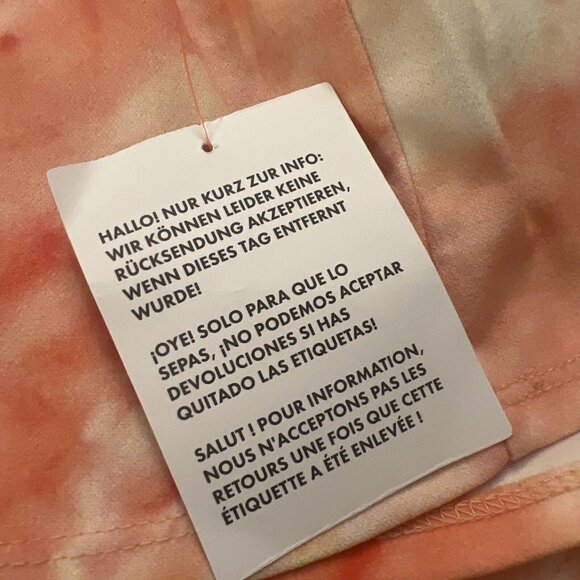 HALLO! NUR KURZ ZUR INFO:
WIR KÖNNEN LEIDER KEINE
RÜCKSENDUNG AKZEPTIEREN,
WENN DIESES TAG ENTFERNT
WURDE!
¡OYE! SOLO PARA QUE LO
SEPAS, ¡NO PODEMOS ACEPTAR
DEVOLUCIONES SI HAS
QUITADO LAS ETIQUETAS!
SALUT ! POUR INFORMATION,
NOUS N'ACCEPTONS PAS LES
RETOURS UNE FOIS QUE CETTE
ÉTIQUETTE A ÉTÉ ENLEVÉE !